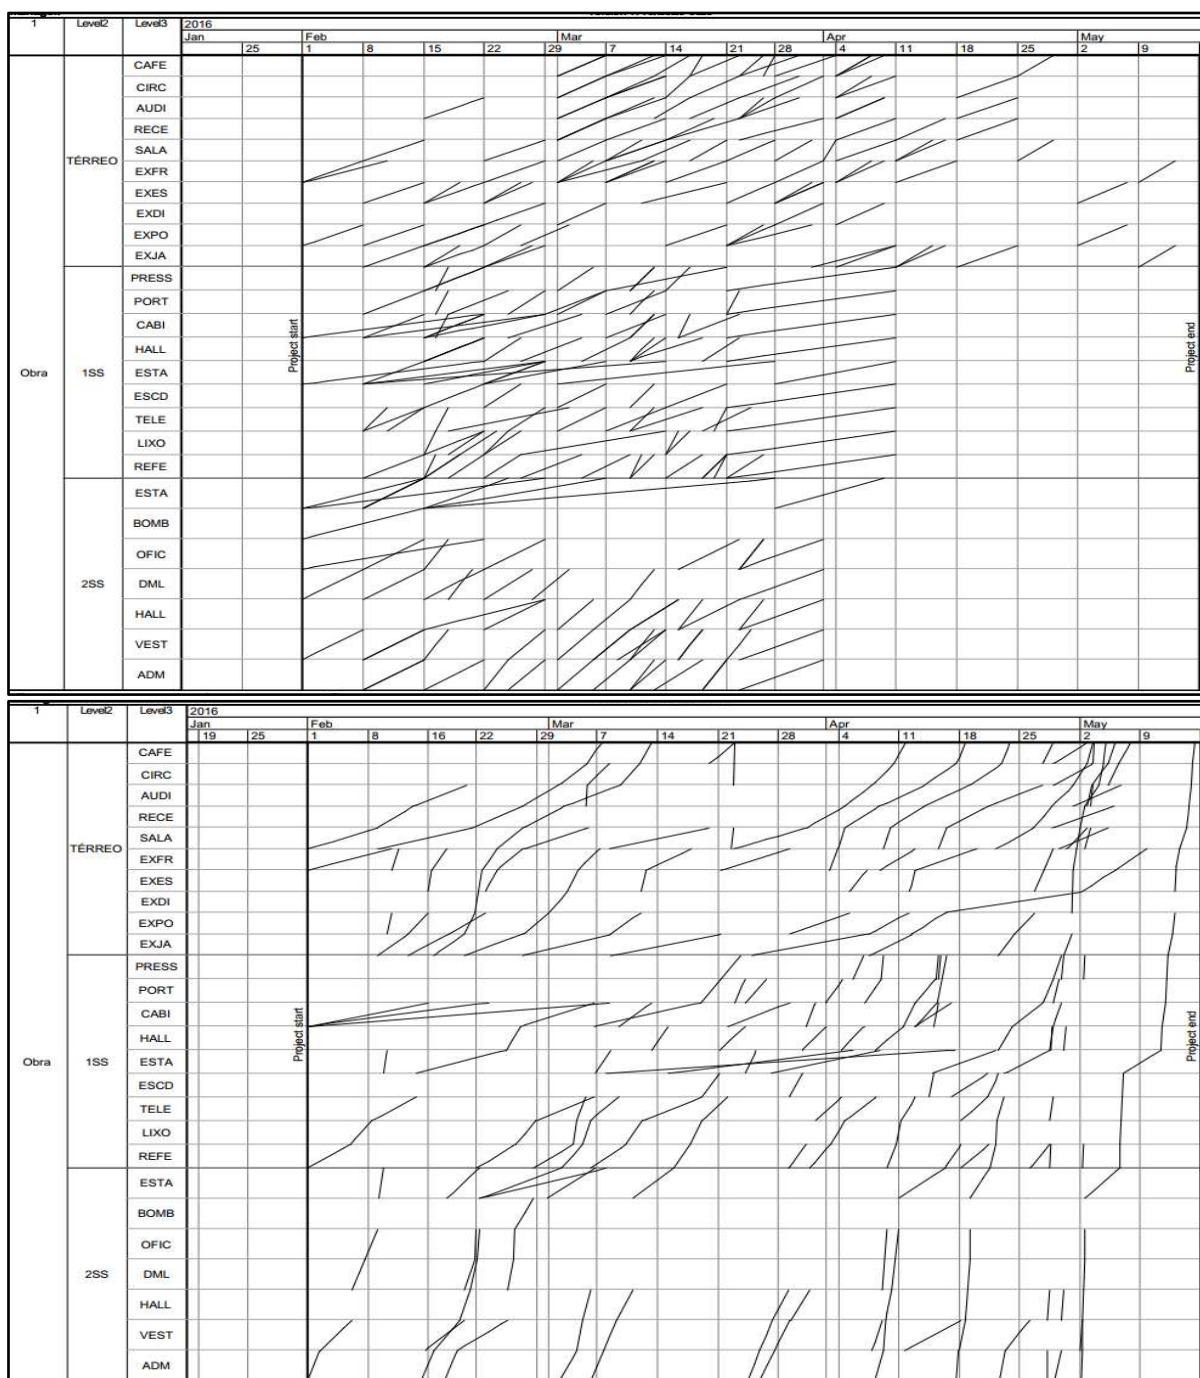 1 Level2 Level3 2016
Jan Feb Mar Apr May
25 1 8 15 22 29 7 14 21 28 4 11 18 25 2 9
CAFE
CIRC
AUDI
RECE
SALA
TÉRREO
EXFR
EXES
EXDI
EXPO
EXJA
PRESS
PORT
CABI
Project start
Project end
HALL
Obra 1SS ESTA
ESCD
TELE
LIXO
REFE
ESTA
BOMB
OFIC
2SS DML
HALL
VEST
ADM
1 Level2 Level3 2016
Jan Feb Mar Apr May
19 25 1 8 16 22 29 7 14 21 28 4 11 18 25 2 9
CAFE
CIRC
AUDI
RECE
SALA
TÉRREO
EXFR
EXES
EXDI
EXPO
EXJA
PRESS
PORT
CABI
Project start
Project end
HALL
Obra 1SS ESTA
ESCD
TELE
LIXO
REFE
ESTA
BOMB
OFIC
2SS DML
HALL
VEST
ADM